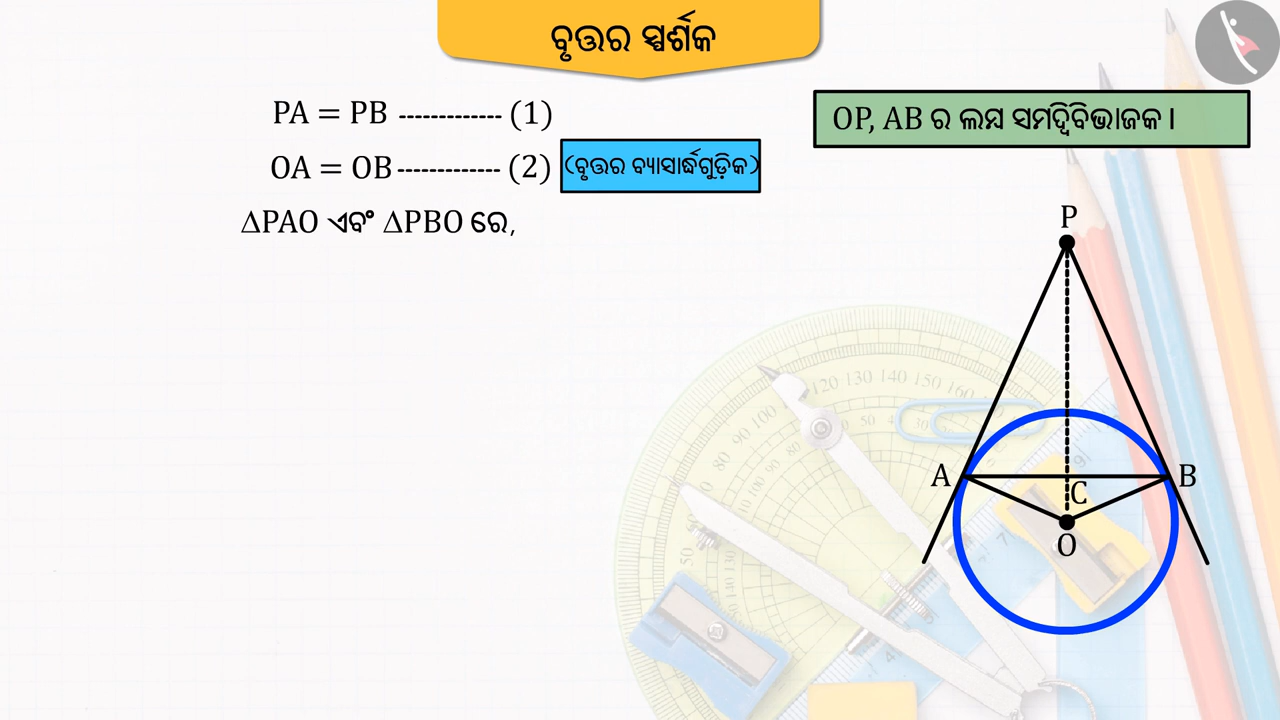 ବୃତ୍ତର ସ୍ପର୍ଶକ
PA = PB ------------- (1)
OP, AB ର ଲମ୍ବ ସମଦ୍ୱିବିଭାଜକ ।
OA = OB ------------- (2) (ବୃତ୍ତର ବ୍ୟାସାର୍ଦ୍ଧଗୁଡ଼ିକ)
ΔPAO ଏବଂ ΔPBO ରେ,
P
A
B
C
O